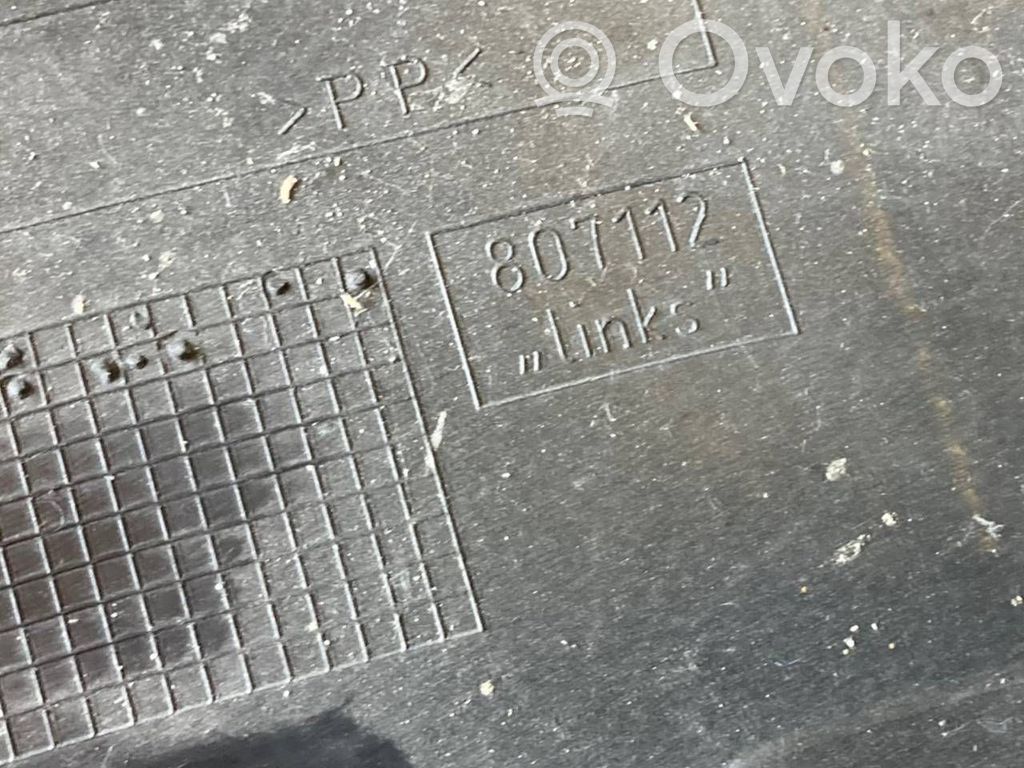 >PP<
Ovoko
807112
„links”